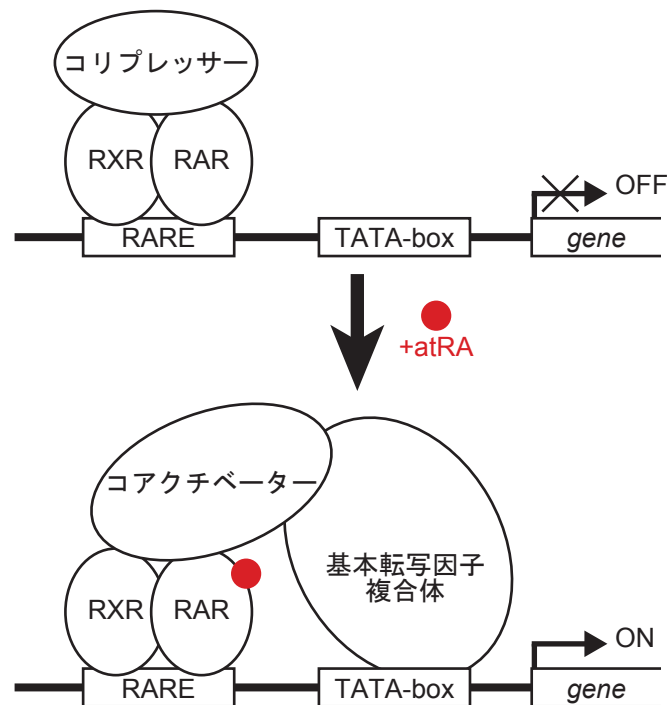 コリプレッサー
RXR
RAR
OFF
RARE
TATA-box
gene
+atRA
コアクチベーター
基本転写因子
複合体
RXR
RAR
ON
RARE
TATA-box
gene